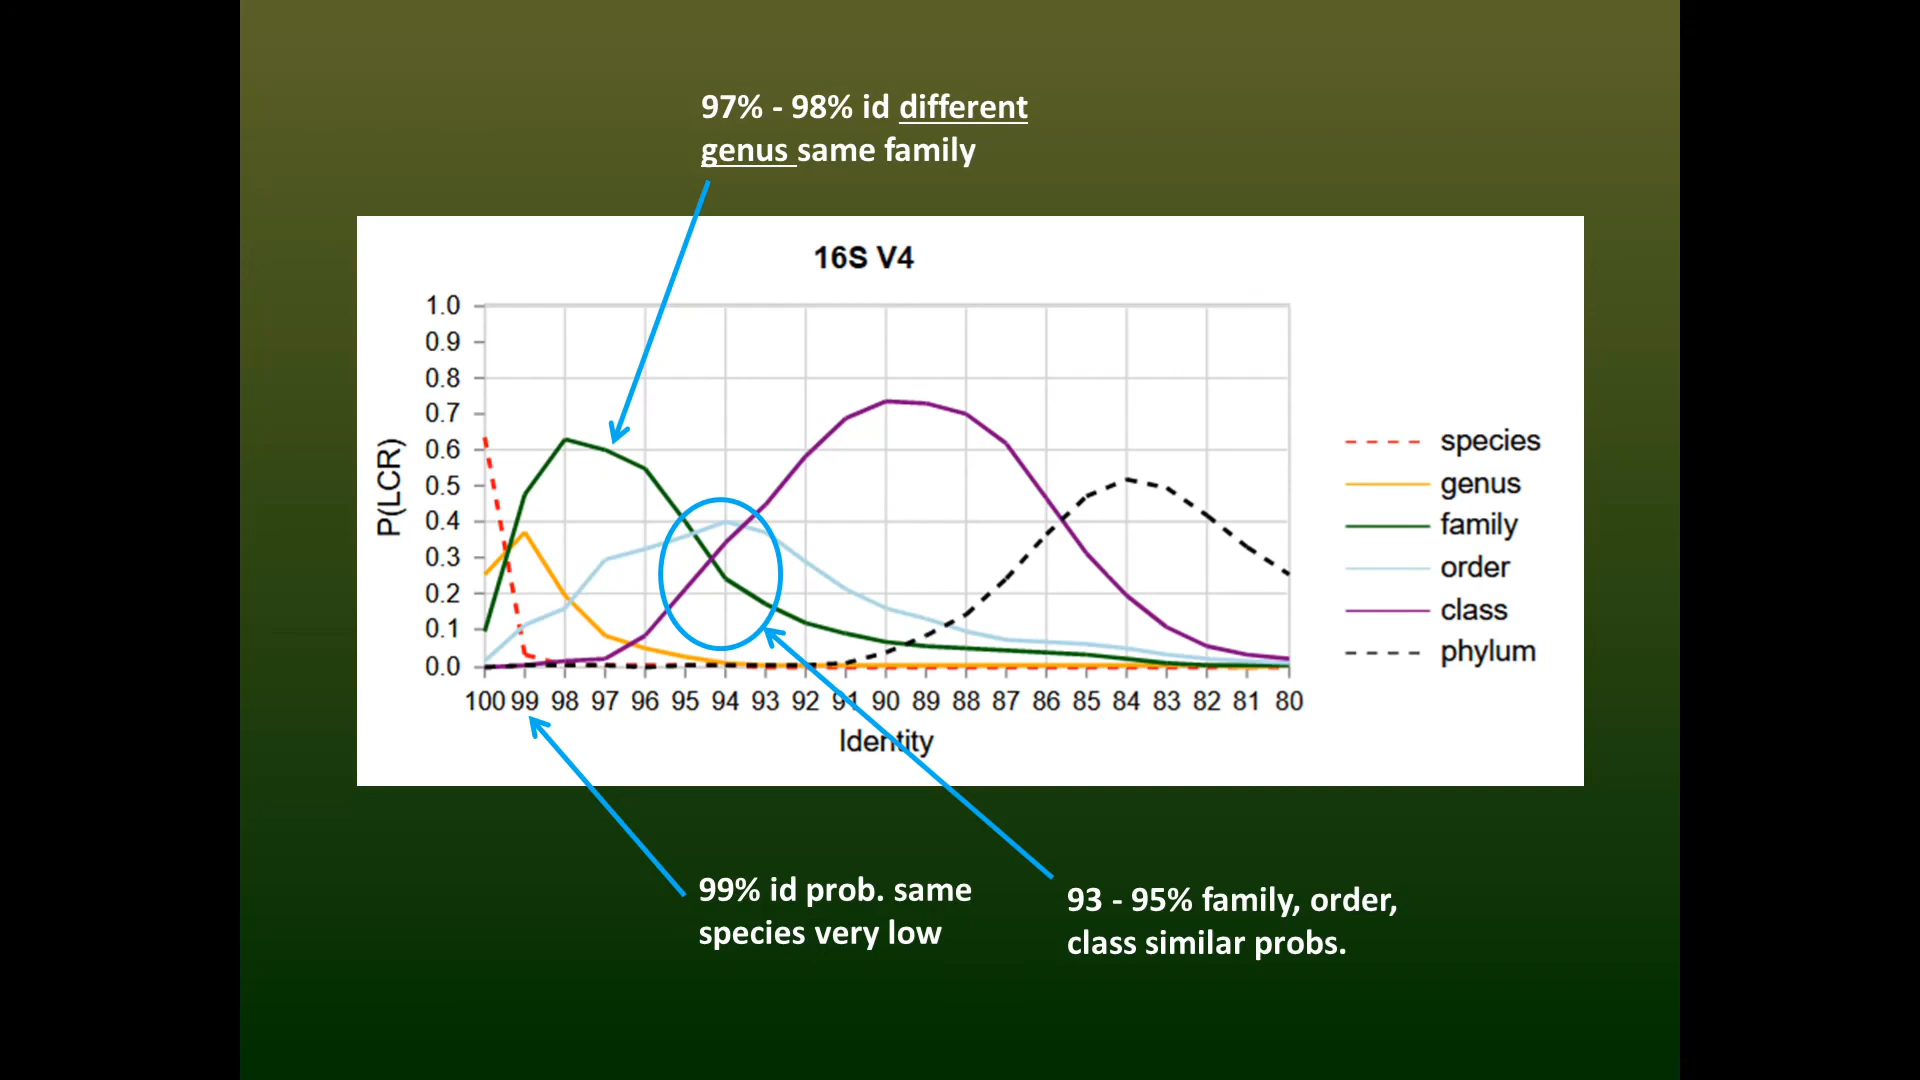 97% - 98% id different
genus same family
16S V4
1.0
0.9
0.8
0.7
0.6
0.5
0.4
0.3
0.2
0.1
0.0
P(LCR)
100 99 98 97 96 95 94 93 92 91 90 89 88 87 86 85 84 83 82 81 80
Identity
species
genus
family
order
class
phylum
99% id prob. same
species very low
93 - 95% family, order,
class similar probs.